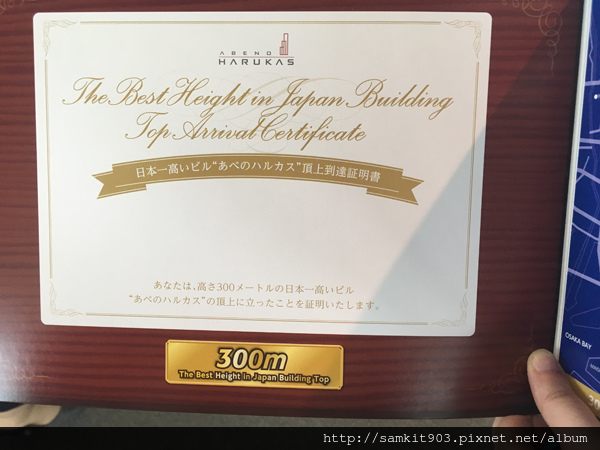 ABENO
HARUKAS
The Best Height in Japan Building
Top Arrival Certificate
日本一高いビル“あべのハルカス”頂上到達証明書
あなたは、高さ300メートルの日本一高いビル
“あべのハルカス”の頂上に立ったことを証明いたします。
300m
The Best Height in Japan Building Top
OSAKA BAY
http://samkit903.pixnet.net/album